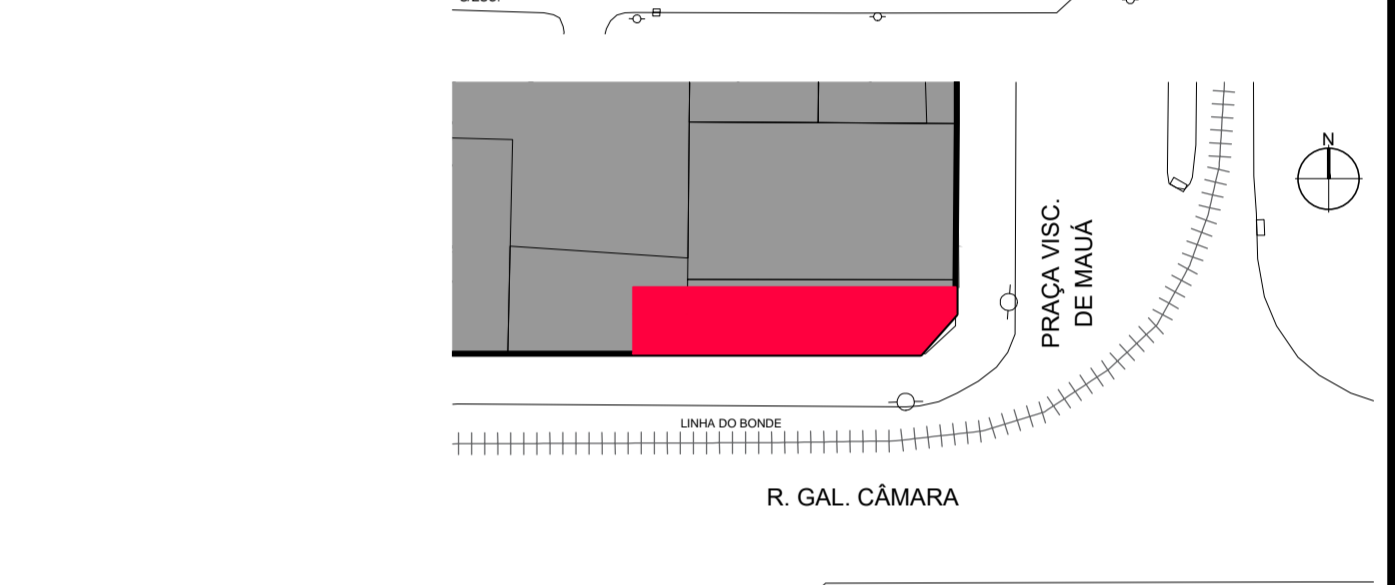 N
PRAÇA VISC.
DE MAUÁ
LINHA DO BONDE
R. GAL. CÂMARA